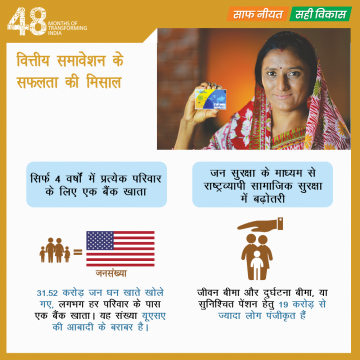 48 MONTHS OF
TRANSFORMING
INDIA
साफ नीयत सही विकास
वित्तीय समावेशन के
सफलता की मिसाल
सिर्फ 4 वर्षों में प्रत्येक परिवार
के लिए एक बैंक खाता
जनसंख्या
31.52 करोड़ जन धन खाते खोले
गए, लगभग हर परिवार के पास
एक बैंक खाता। यह संख्या यूएसए
की आबादी के बराबर है।
जन सुरक्षा के माध्यम से
राष्ट्रव्यापी सामाजिक सुरक्षा
में बढ़ोतरी
जीवन बीमा और दुर्घटना बीमा, या
सुनिश्चित पेंशन हेतु 19 करोड़ से
ज्यादा लोग पंजीकृत हैं